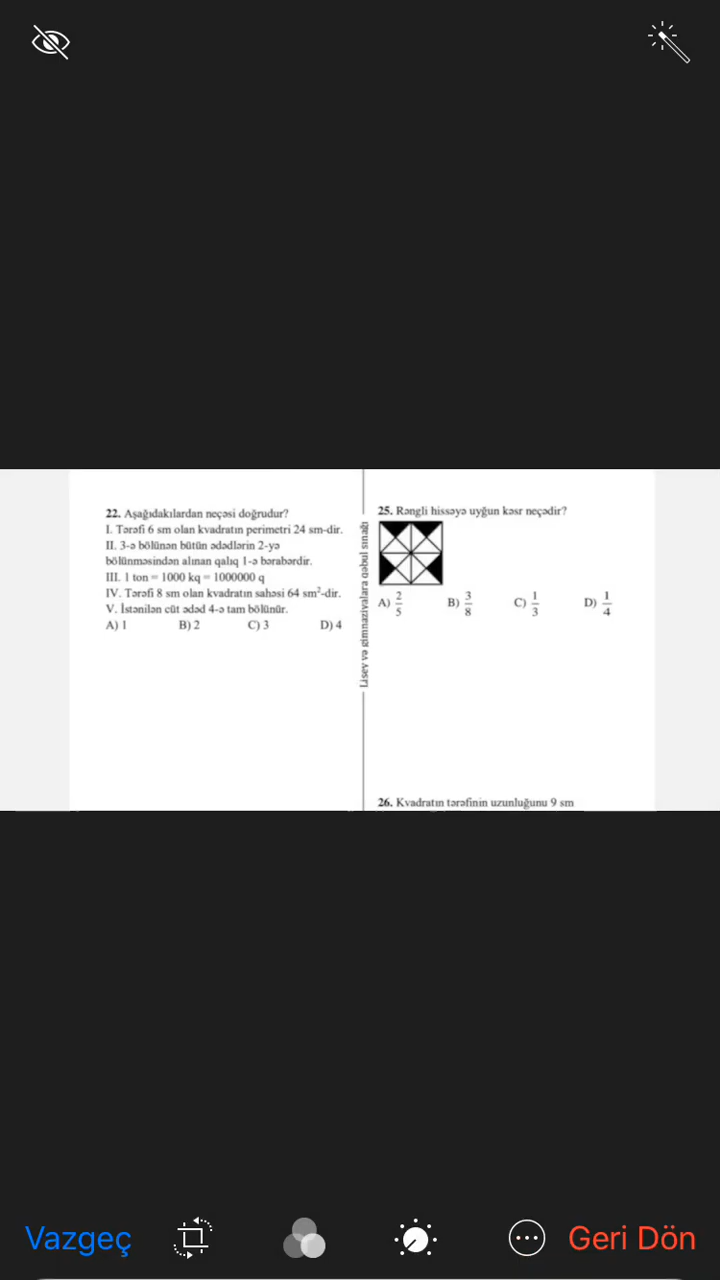 22. Aşağıdakılardan neçəsi doğrudur?
I. Tərəfi 6 sm olan kvadratın perimetri 24 sm-dir.
II. 3-ə bölünən bütün ədədlərin 2-yə
bölünməsindən alınan qalıq 1-ə bərabərdir.
III. 1 ton = 1000 kq = 1000000 q
IV. Tərəfi 8 sm olan kvadratın sahəsi 64 sm²-dir.
V. İstənilən cüt ədəd 4-ə tam bölünür.
A) 1 B) 2 C) 3 D) 4
Lisey və gimnaziyalara qəbul sınağı
25. Rəngli hissəyə uyğun kəsr neçədir?
A) 2/5 B) 3/8 C) 1/3 D) 1/4
26. Kvadratın tərəfinin uzunluğunu 9 sm
Vazgeç
Geri Dön